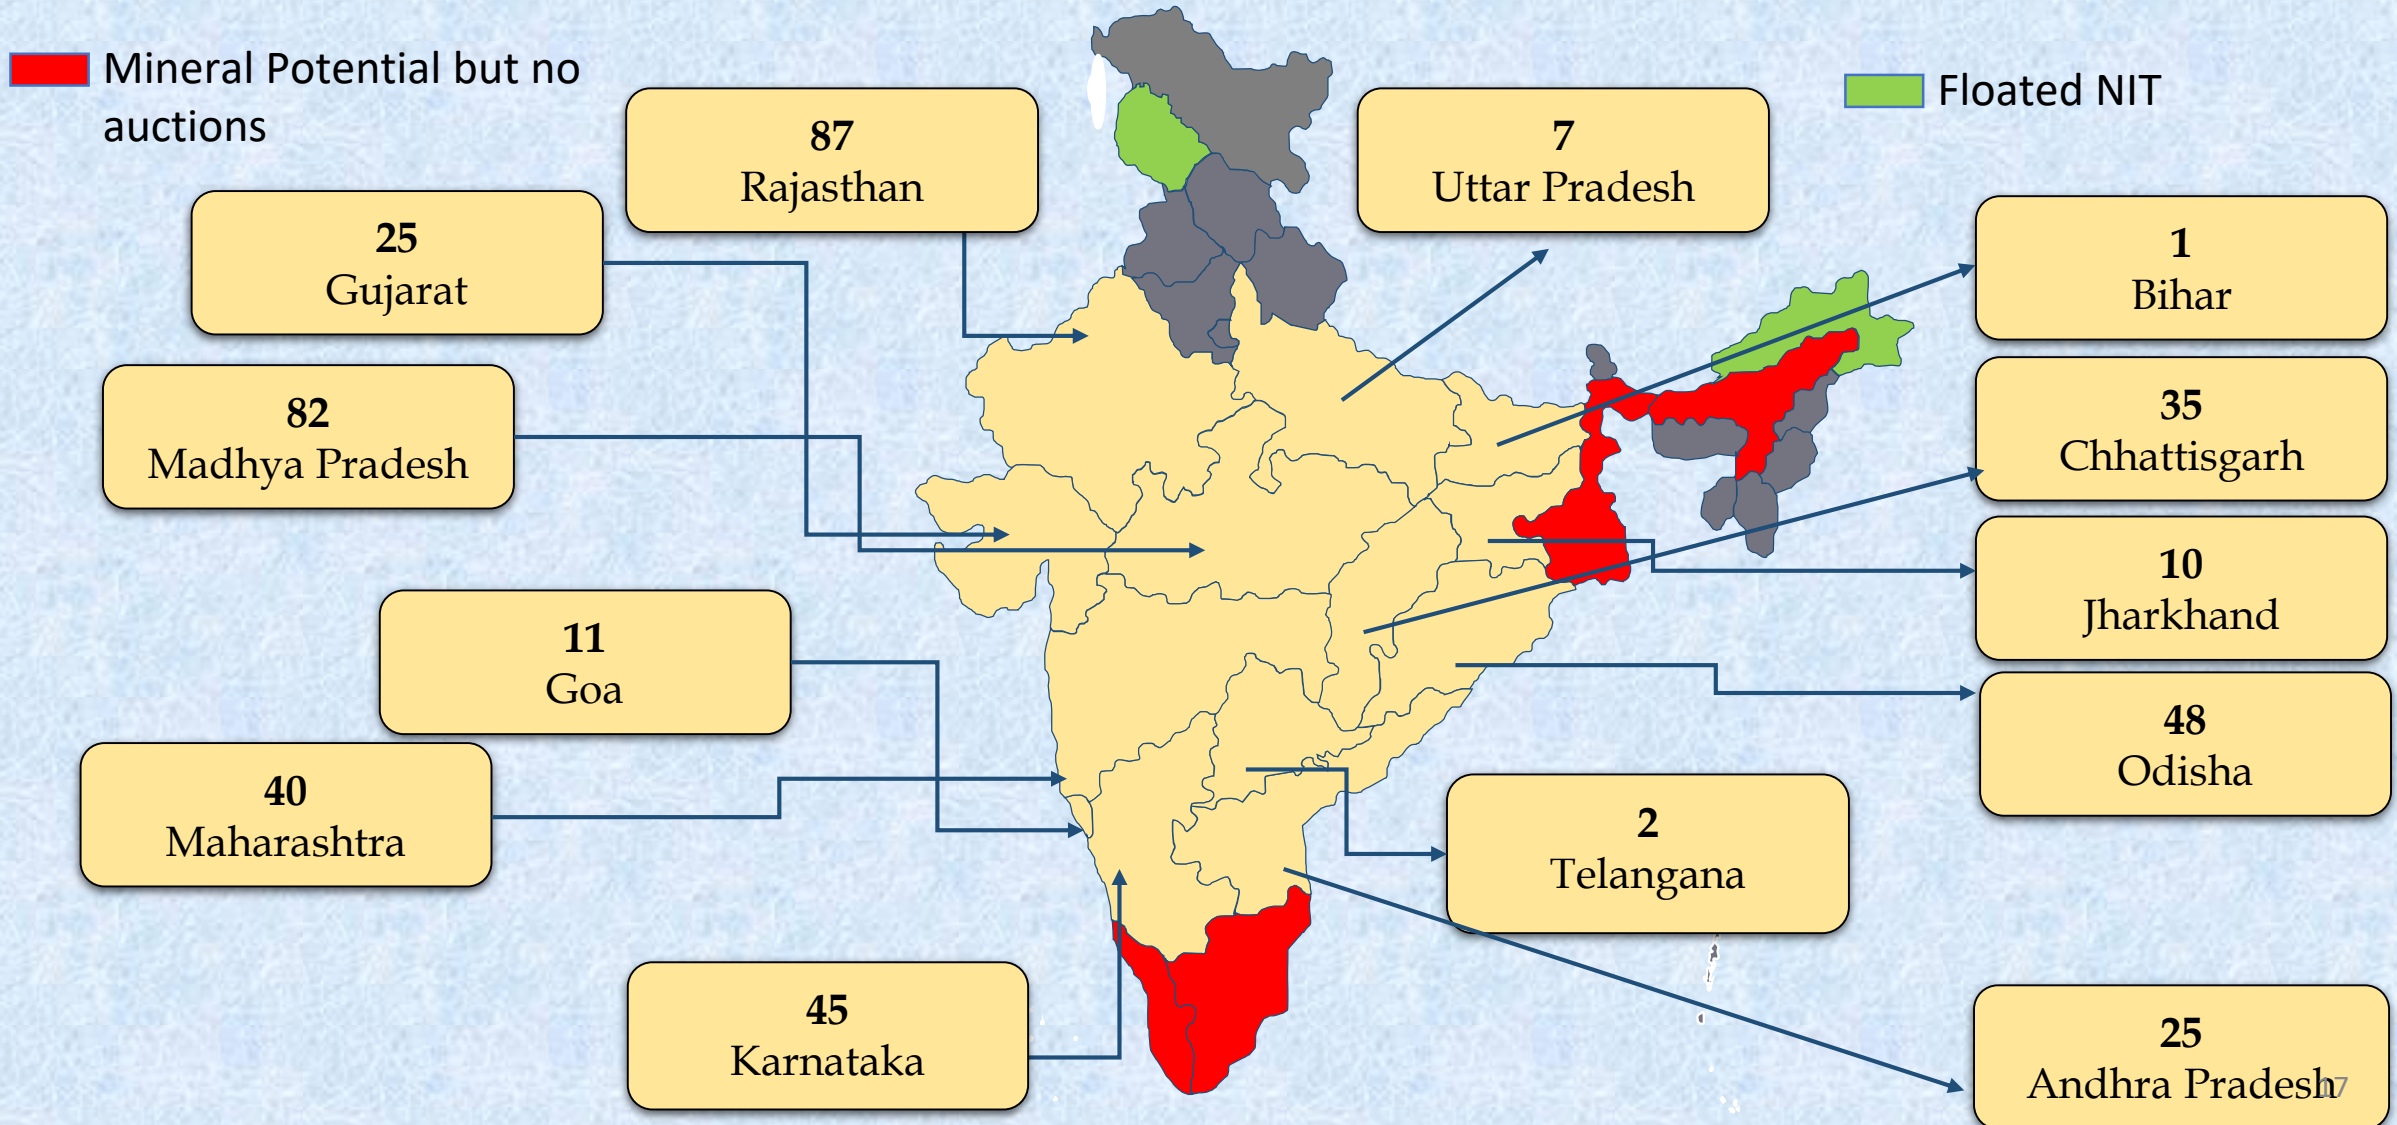 Mineral Potential but no
auctions
Floated NIT
87
Rajasthan
7
Uttar Pradesh
25
Gujarat
1
Bihar
82
Madhya Pradesh
35
Chhattisgarh
10
Jharkhand
11
Goa
48
Odisha
40
Maharashtra
2
Telangana
45
Karnataka
25
Andhra Pradesh
17